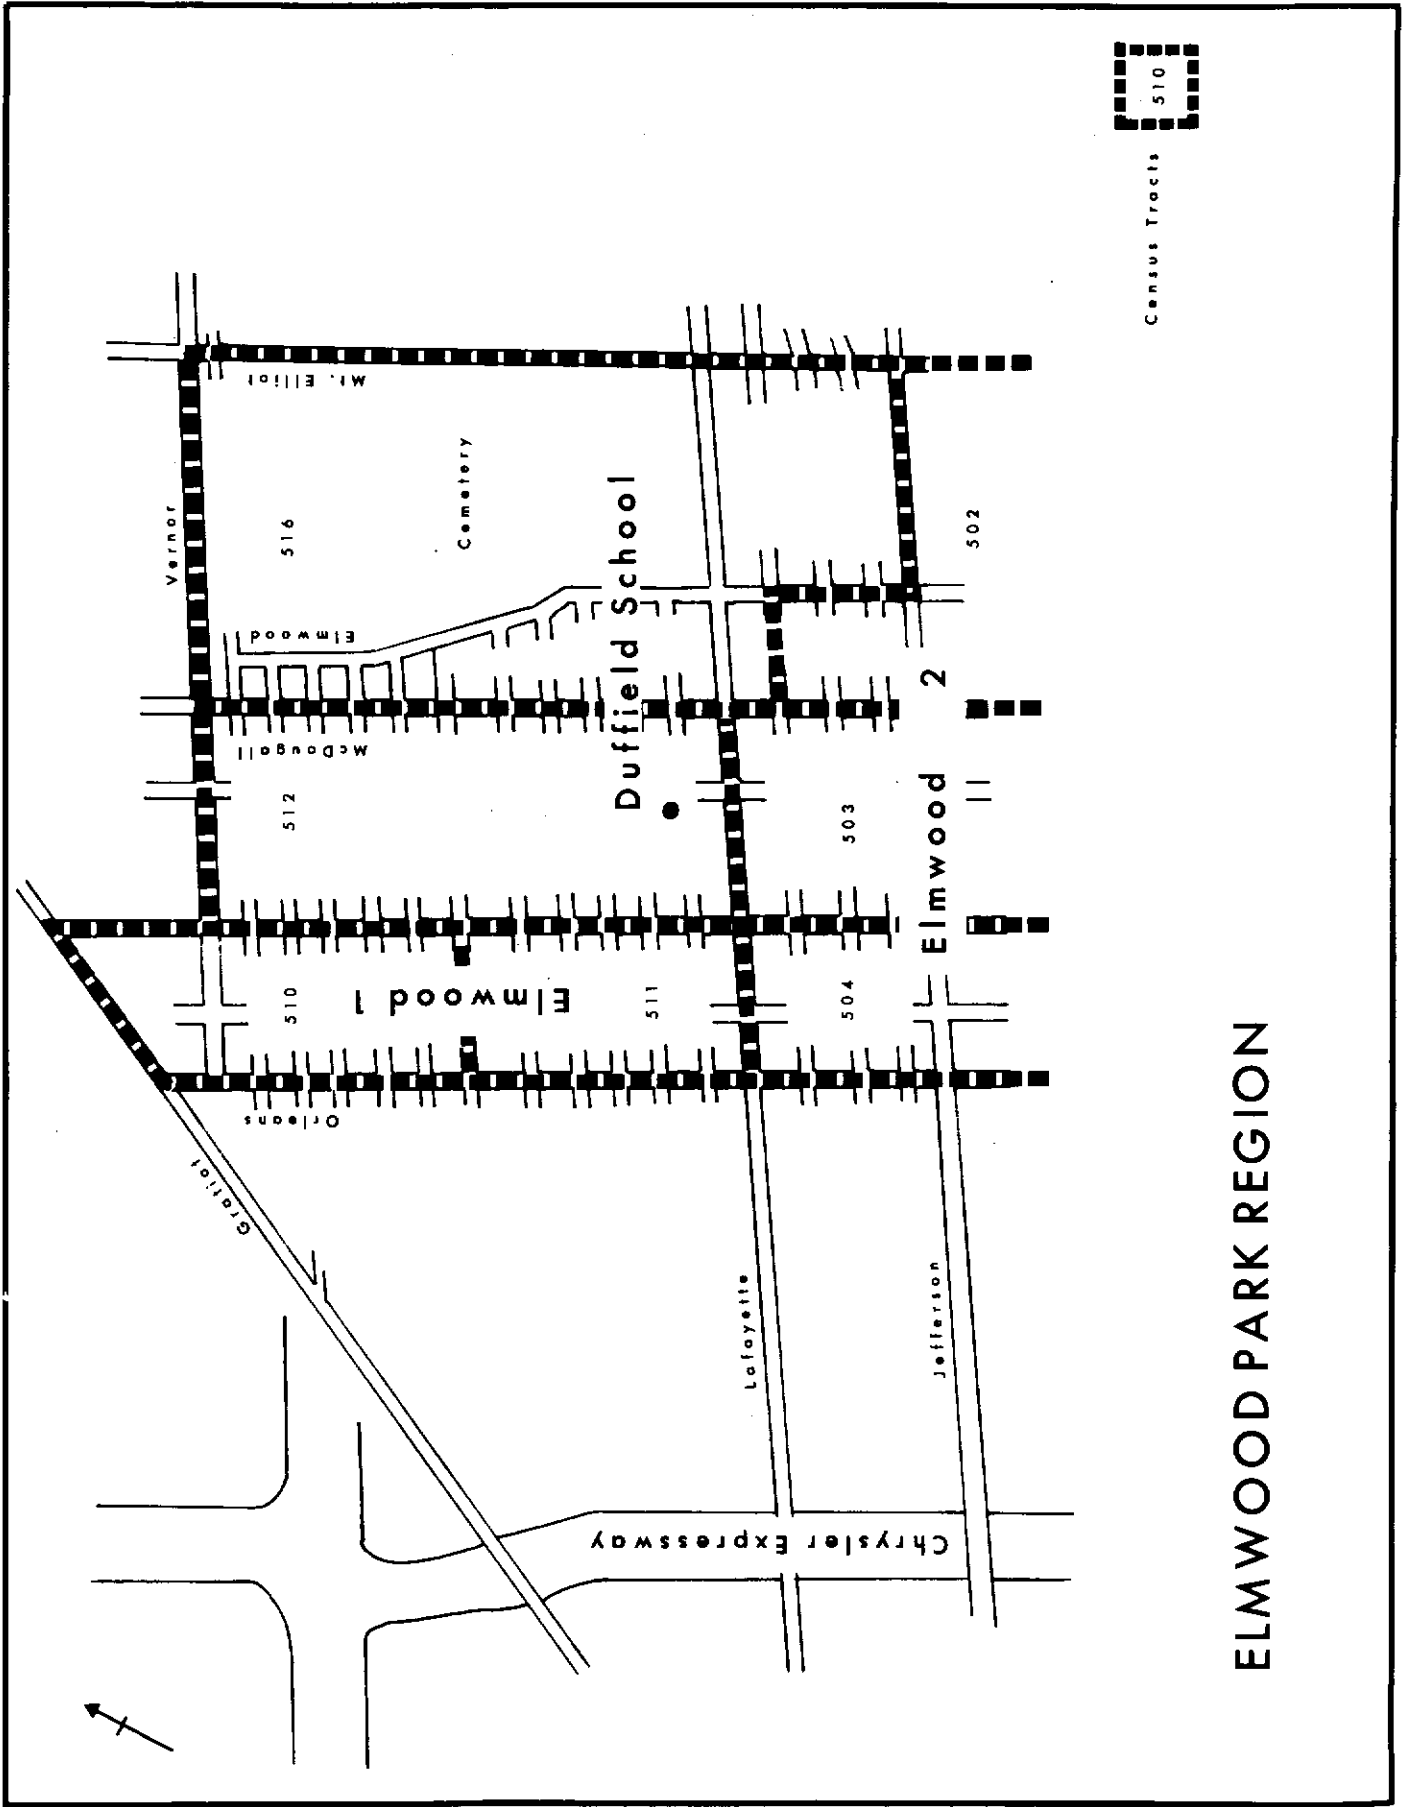 Census Tracts
510
Vernor
Mt. Elliot
516
Cemetery
Elmwood
Duffield School
McDougall
512
503
502
Elmwood 2
510
Elmwood 1
511
504
Orleans
Gratiot
Lafayette
Jefferson
Chrysler Expressway
ELMWOOD PARK REGION